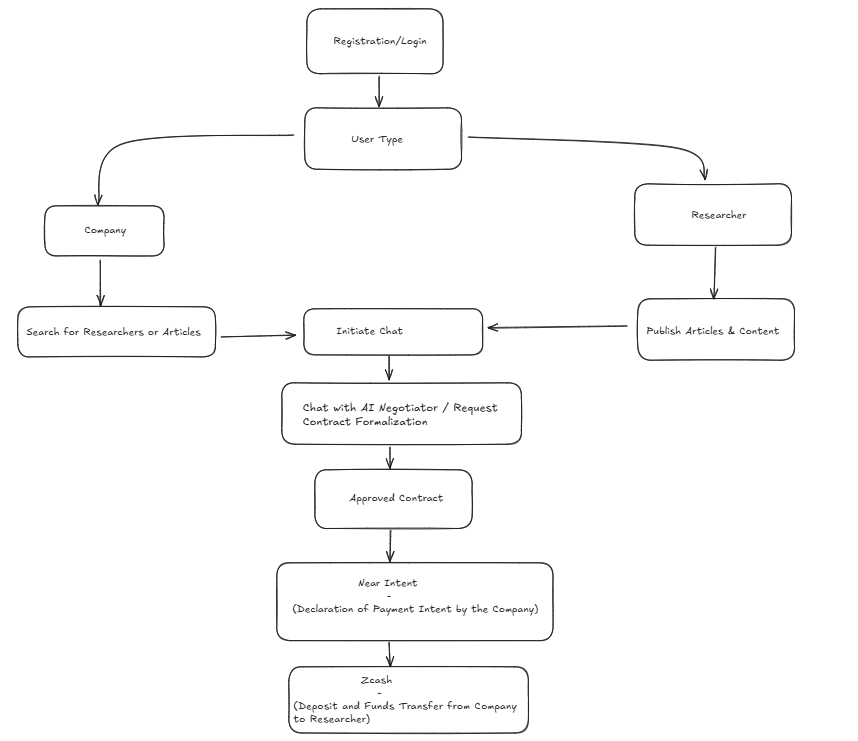 Registration/Login
User Type
Company
Researcher
Search for Researchers or Articles
Initiate Chat
Publish Articles & Content
Chat with AI Negotiator / Request
Contract Formalization
Approved Contract
Near Intent
-
(Declaration of Payment Intent by the Company)
Zcash
-
(Deposit and Funds Transfer from Company
to Researcher)